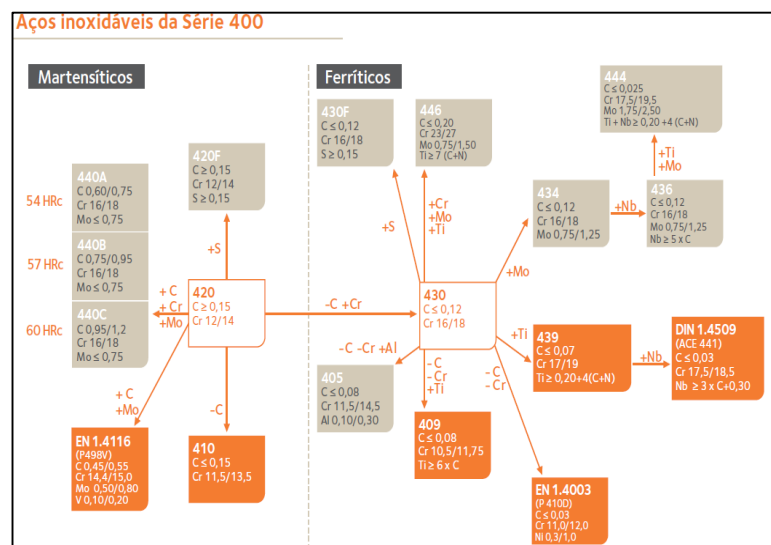 Aços inoxidáveis da Série 400
Martensíticos
54 HRc
440A
C 0,60/0,75
Cr 16/18
Mo ≤ 0,75
57 HRc
440B
C 0,75/0,95
Cr 16/18
Mo ≤ 0,75
60 HRc
440C
C 0,95/1,2
Cr 16/18
Mo ≤ 0,75
420F
C ≥ 0,15
Cr 12/14
S ≥ 0,15
+S
+ C
+ Cr
+Mo
420
C ≥ 0,15
Cr 12/14
-C +Cr
+ C
+Mo
-C
EN 1.4116
(P498V)
C 0,45/0,55
Cr 14,4/15,0
Mo 0,50/0,80
V 0,10/0,20
410
C ≤ 0,15
Cr 11,5/13,5
Ferríticos
430F
C ≤ 0,12
Cr 16/18
S ≥ 0,15
446
C ≤ 0,20
Cr 23/27
Mo 0,75/1,50
Ti ≥ 7 (C+N)
444
C ≤ 0,025
Cr 17,5/19,5
Mo 1,75/2,50
Ti + Nb ≥ 0,20 +4 (C+N)
+Ti
+Mo
434
C ≤ 0,12
Cr 16/18
Mo 0,75/1,25
+Nb
436
C ≤ 0,12
Cr 16/18
Mo 0,75/1,25
Nb ≥ 5 x C
+S
+Cr
+Mo
+Ti
+Mo
430
C ≤ 0,12
Cr 16/18
-C -Cr +Al
- C
- Cr
+Ti
- C
- Cr
+Ti
405
C ≤ 0,08
Cr 11,5/14,5
Al 0,10/0,30
409
C ≤ 0,08
Cr 10,5/11,75
Ti ≥ 6 x C
439
C ≤ 0,07
Cr 17/19
Ti ≥ 0,20+4(C+N)
+Nb
DIN 1.4509
(ACE 441)
C ≤ 0,03
Cr 17,5/18,5
Nb ≥ 3 x C+0,30
EN 1.4003
(P 410D)
C ≤ 0,03
Cr 11,0/12,0
Ni 0,3/1,0